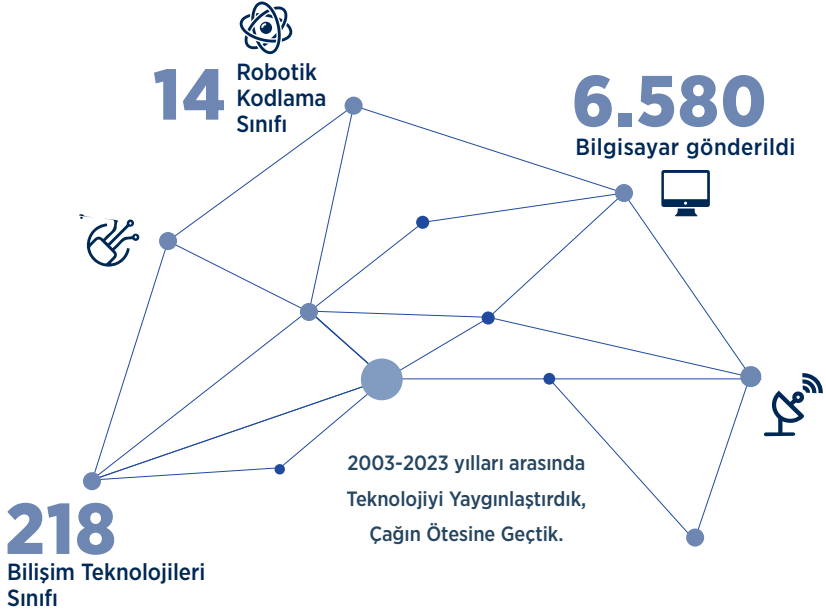 14
Robotik
Kodlama
Sınıfı
6.580
Bilgisayar gönderildi
2003-2023 yılları arasında
Teknolojiyi Yaygınlaştırdık,
Çağın Ötesine Geçtik.
218
Bilişim Teknolojileri
Sınıfı